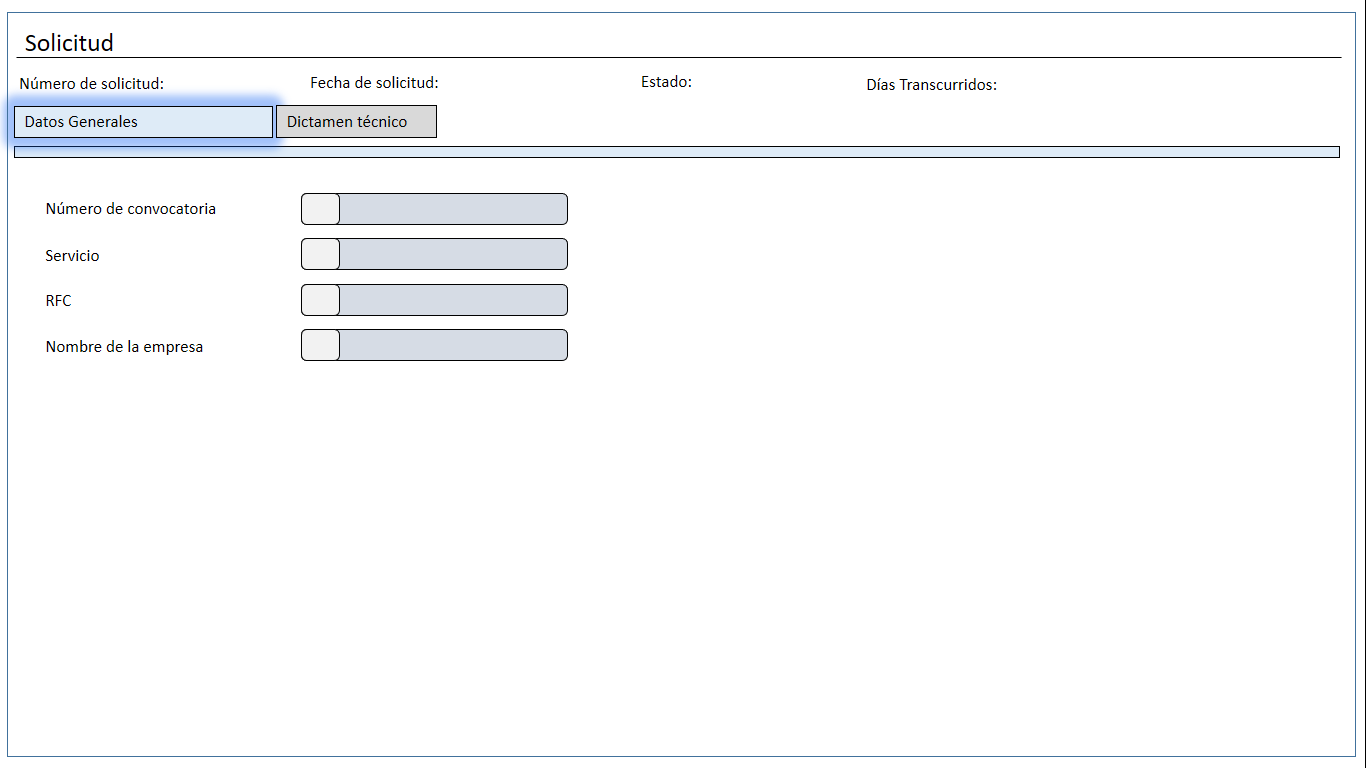 Solicitud
Número de solicitud: Fecha de solicitud: Estado: Días Transcurridos:
Datos Generales Dictamen técnico
Número de convocatoria
Servicio
RFC
Nombre de la empresa